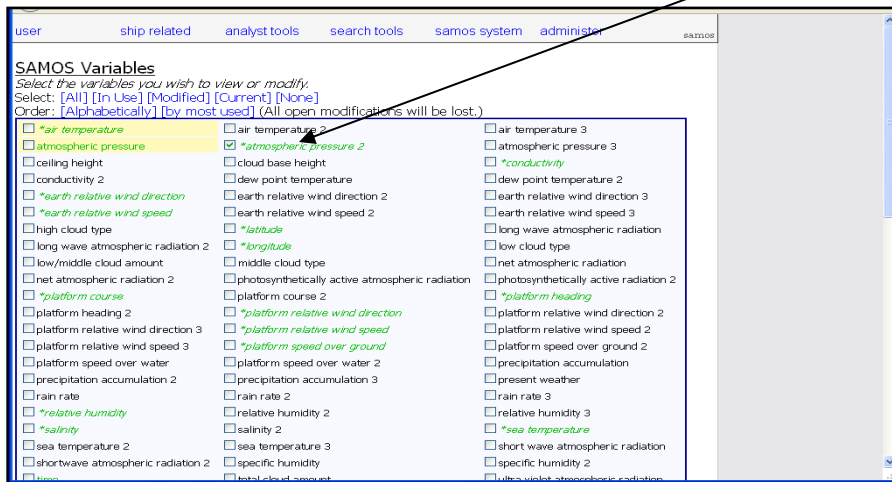 user ship related analyst tools search tools samos system administer samos
SAMOS Variables
Select the variables you wish to view or modify.
Select: [All] [In Use] [Modified] [Current] [None]
Order: [Alphabetically] [by most used] (All open modifications will be lost.)
*air temperature air temperature 2 air temperature 3
atmospheric pressure *atmospheric pressure 2 atmospheric pressure 3
ceiling height cloud base height *conductivity
conductivity 2 dew point temperature dew point temperature 2
*earth relative wind direction earth relative wind direction 2 earth relative wind direction 3
*earth relative wind speed earth relative wind speed 2 earth relative wind speed 3
high cloud type *latitude long wave atmospheric radiation
long wave atmospheric radiation 2 *longitude low cloud type
low/middle cloud amount middle cloud type net atmospheric radiation
net atmospheric radiation 2 photosynthetically active atmospheric radiation photosynthetically active radiation 2
*platform course platform course 2 *platform heading
platform heading 2 *platform relative wind direction platform relative wind direction 2
platform relative wind direction 3 *platform relative wind speed platform relative wind speed 2
platform relative wind speed 3 *platform speed over ground platform speed over ground 2
platform speed over water platform speed over water 2 precipitation accumulation
precipitation accumulation 2 precipitation accumulation 3 present weather
rain rate rain rate 2 rain rate 3
*relative humidity relative humidity 2 relative humidity 3
*salinity salinity 2 *sea temperature
sea temperature 2 sea temperature 3 short wave atmospheric radiation
shortwave atmospheric radiation 2 specific humidity specific humidity 2
time total cloud amount ultra violet atmospheric radiation